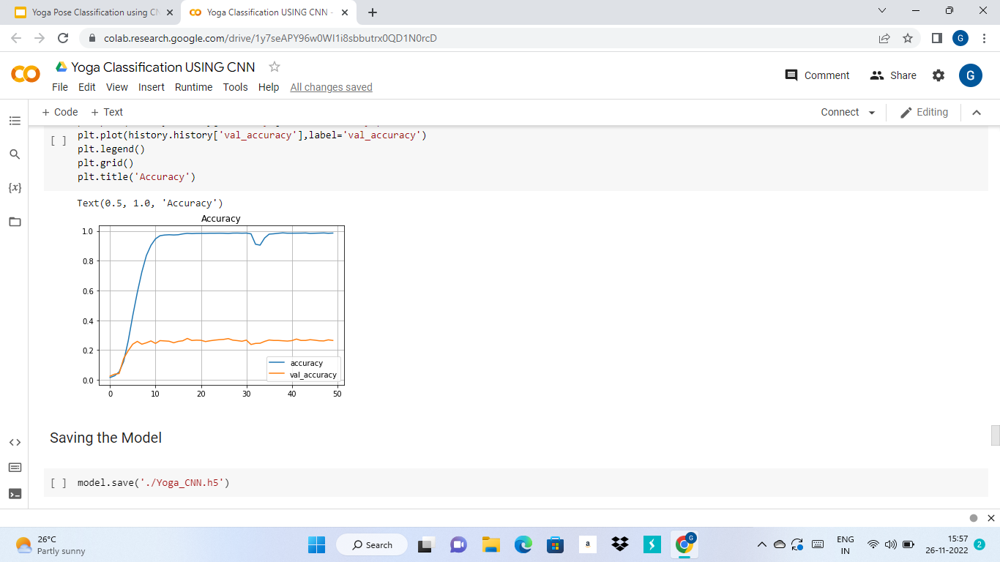 Yoga Pose Classification using CN
Yoga Classification USING CNN -
colab.research.google.com/drive/1y7seAPY96w0WI1i8sbbutrx0QD1N0rcD
G
Yoga Classification USING CNN
File Edit View Insert Runtime Tools Help All changes saved
Comment Share G
+ Code + Text
Connect Editing
[ ] plt.plot(history.history['val_accuracy'],label='val_accuracy')
plt.legend()
plt.grid()
plt.title('Accuracy')
{x}
Text(0.5, 1.0, 'Accuracy')
Accuracy
1.0
0.8
0.6
0.4
0.2
0.0
accuracy
val_accuracy
0 10 20 30 40 50
Saving the Model
[ ] model.save('./Yoga_CNN.h5')
26°C
Partly sunny
Search
a
G
ENG
IN
15:57
26-11-2022
2